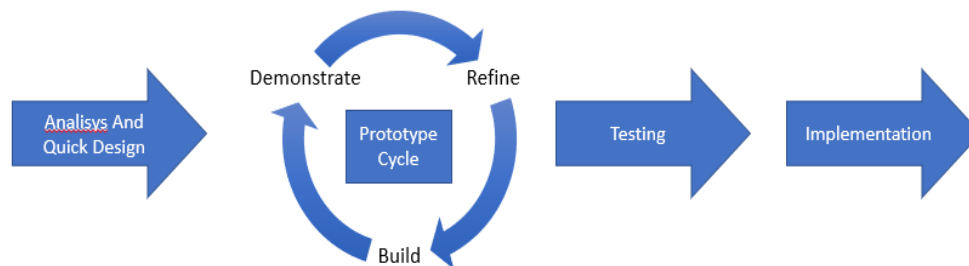 Analisys And
Quick Design
Demonstrate
Refine
Prototype
Cycle
Build
Testing
Implementation